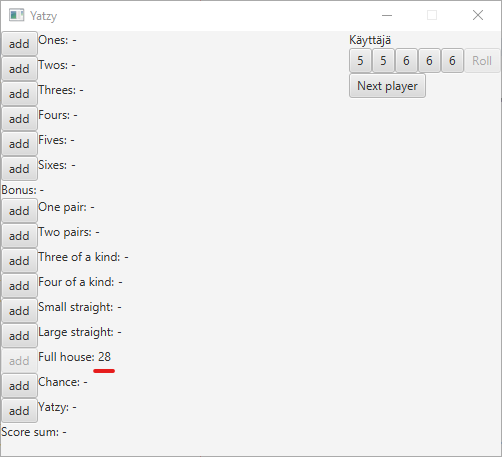 Yatzy
add Ones: -
add Twos: -
add Threes: -
add Fours: -
add Fives: -
add Sixes: -
Bonus: -
add One pair: -
add Two pairs: -
add Three of a kind: -
add Four of a kind: -
add Small straight: -
add Large straight: -
add Full house: 28
add Chance: -
add Yatzy: -
Score sum: -
Käyttäjä
5 5 6 6 6 Roll
Next player